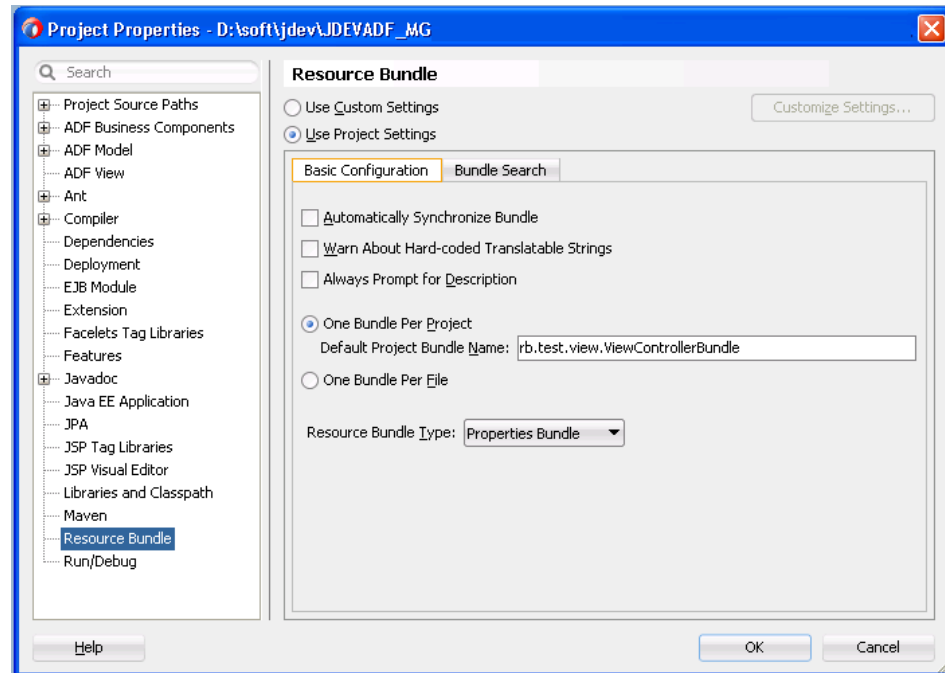 Project Properties - D:\soft\jdev\JDEVADF_MG
Search
Project Source Paths
ADF Business Components
ADF Model
ADF View
Ant
Compiler
Dependencies
Deployment
EJB Module
Extension
Facelets Tag Libraries
Features
Javadoc
Java EE Application
JPA
JSP Tag Libraries
JSP Visual Editor
Libraries and Classpath
Maven
Resource Bundle
Run/Debug
Resource Bundle
Use Custom Settings
Customize Settings...
Use Project Settings
Basic Configuration
Bundle Search
Automatically Synchronize Bundle
Warn About Hard-coded Translatable Strings
Always Prompt for Description
One Bundle Per Project
Default Project Bundle Name: rb.test.view.ViewControllerBundle
One Bundle Per File
Resource Bundle Type: Properties Bundle
Help
OK
Cancel